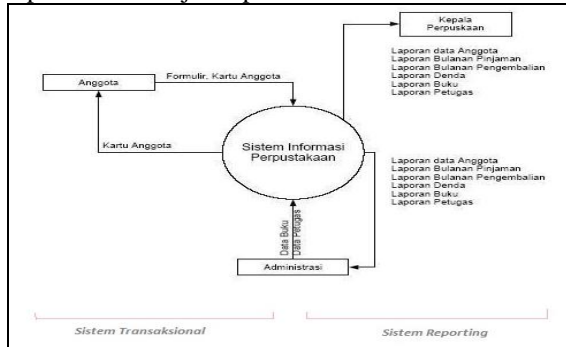 Kepala
Perpuskaan
Laporan data Anggota
Laporan Bulanan Pinjaman
Laporan Bulanan Pengembalian
Laporan Denda
Laporan Buku
Laporan Petugas
Anggota
Formulir, Kartu Anggota
Kartu Anggota
Sistem Informasi
Perpustakaan
Laporan data Anggota
Laporan Bulanan Pinjaman
Laporan Bulanan Pengembalian
Laporan Denda
Laporan Buku
Laporan Petugas
Data Buku
Data Petugas
Administrasi
Sistem Transaksional
Sistem Reporting